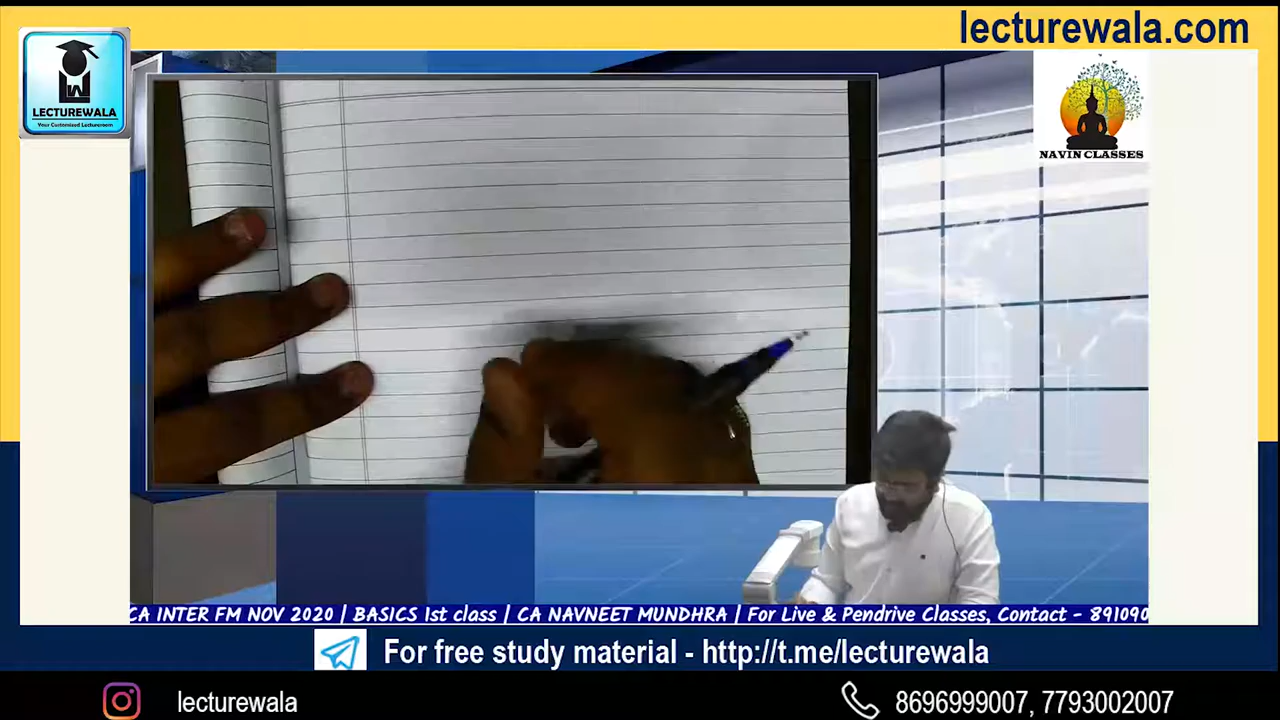 lecturewala.com
LECTUREWALA
Your Customized Lectureroom
NAVIN CLASSES
CA INTER FM NOV 2020 | BASICS 1st class | CA NAVNEET MUNDHRA | For Live & Pendrive Classes, Contact - 891090
For free study material - http://t.me/lecturewala
lecturewala
8696999007, 7793002007